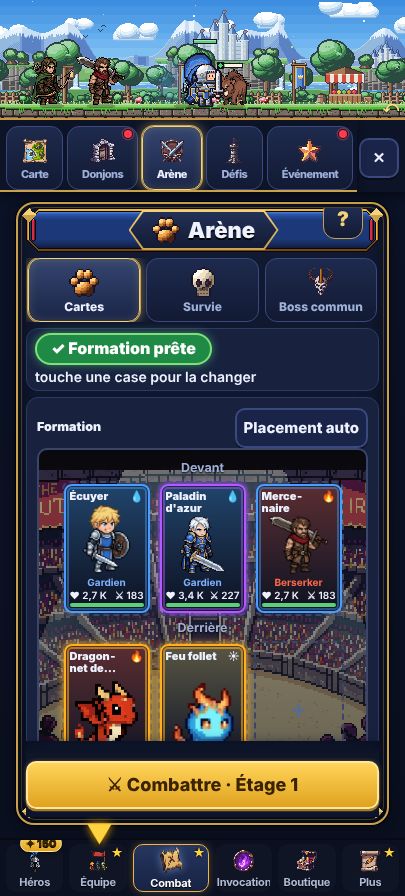 Carte
Donjons
Arène
Défis
Événement
×
Arène
?
Cartes
Survie
Boss commun
✓ Formation prête
touche une case pour la changer
Formation
Placement auto
Devant
Écuyer
Gardien
♥ 2,7 K ⚔ 183
Paladin
d'azur
Gardien
♥ 3,4 K ⚔ 227
Merce-
naire
Berserker
♥ 2,7 K ⚔ 183
Derrière
Dragon-
net de...
Feu follet
⚔ Combattre · Étage 1
✦ 160
Héros
Équipe
Combat
Invocation
Boutique
Plus